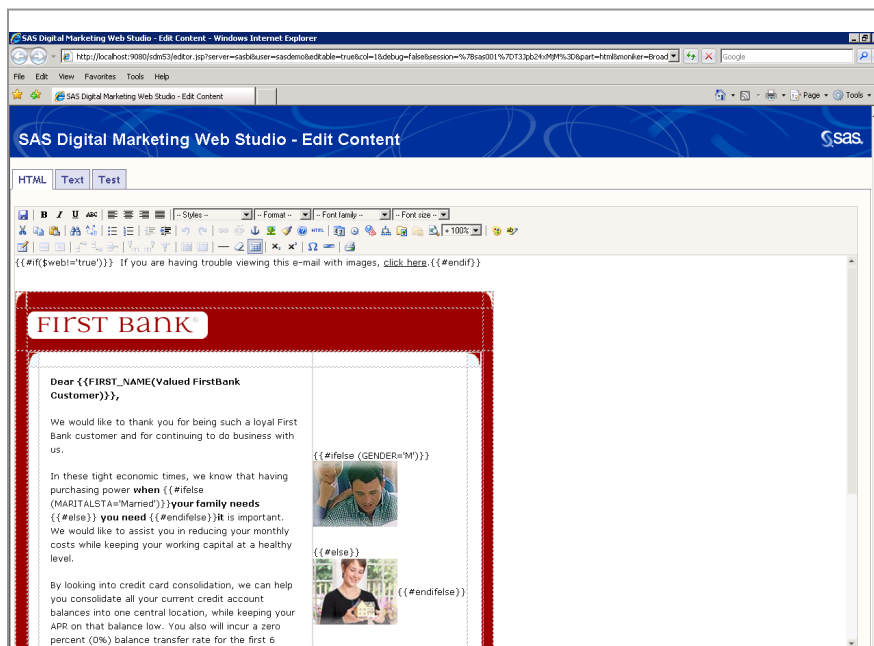 SAS Digital Marketing Web Studio - Edit Content - Windows Internet Explorer
http://localhost:9080/sdm53/editor.jsp?server=sasbi&user=sasdemo&editable=true&col=1&debug=false&session=%7Bsas001%7DT3Jpb24xMjM%3D&part=html&moniker=Broad
Google
File Edit View Favorites Tools Help
SAS Digital Marketing Web Studio - Edit Content
Page Tools
SAS Digital Marketing Web Studio - Edit Content
sas.
HTML Text Test
B I U ABC -- Styles -- -- Format -- -- Font family -- -- Font size --
HTML +100%
{{#if($web!='true')}} If you are having trouble viewing this e-mail with images, click here.{{#endif}}
First Bank
Dear {{FIRST_NAME(Valued FirstBank
Customer)}},
We would like to thank you for being such a loyal First
Bank customer and for continuing to do business with
us.
In these tight economic times, we know that having
purchasing power when {{#ifelse
(MARITALSTA='Married')}}your family needs
{{#else}} you need {{#endifelse}}it is important.
We would like to assist you in reducing your monthly
costs while keeping your working capital at a healthy
level.
By looking into credit card consolidation, we can help
you consolidate all your current credit account
balances into one central location, while keeping your
APR on that balance low. You also will incur a zero
percent (0%) balance transfer rate for the first 6
{{#ifelse (GENDER='M')}}
{{#else}}
{{#endifelse}}